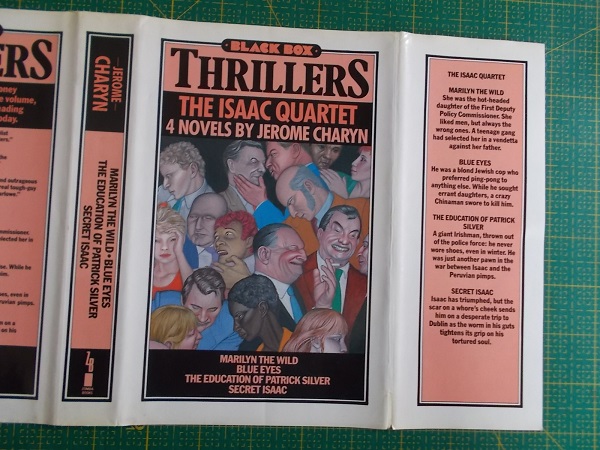 ERS
oney
e volume,
eading
oday.
— JEROME —
CHARYN
MARILYN THE WILD • BLUE EYES
THE EDUCATION OF PATRICK SILVER
SECRET ISAAC
ZB
ZOMBA
BOOKS
BLACK BOX
THRILLERS
THE ISAAC QUARTET
4 NOVELS BY JEROME CHARYN
MARILYN THE WILD
BLUE EYES
THE EDUCATION OF PATRICK SILVER
SECRET ISAAC
THE ISAAC QUARTET
MARILYN THE WILD
She was the hot-headed
daughter of the First Deputy
Policy Commissioner. She
liked men, but always the
wrong ones. A teenage gang
had selected her in a vendetta
against her father.
BLUE EYES
He was a blond Jewish cop who
preferred ping-pong to
anything else. While he sought
errant daughters, a crazy
Chinaman swore to kill him.
THE EDUCATION OF PATRICK
SILVER
A giant Irishman, thrown out
of the police force: he never
wore shoes, even in winter. He
was just another pawn in the
war between Isaac and the
Peruvian pimps.
SECRET ISAAC
Isaac has triumphed, but the
scar on a whore's cheek sends
him on a desperate trip to
Dublin as the worm in his guts
tightens its grip on his
tortured soul.